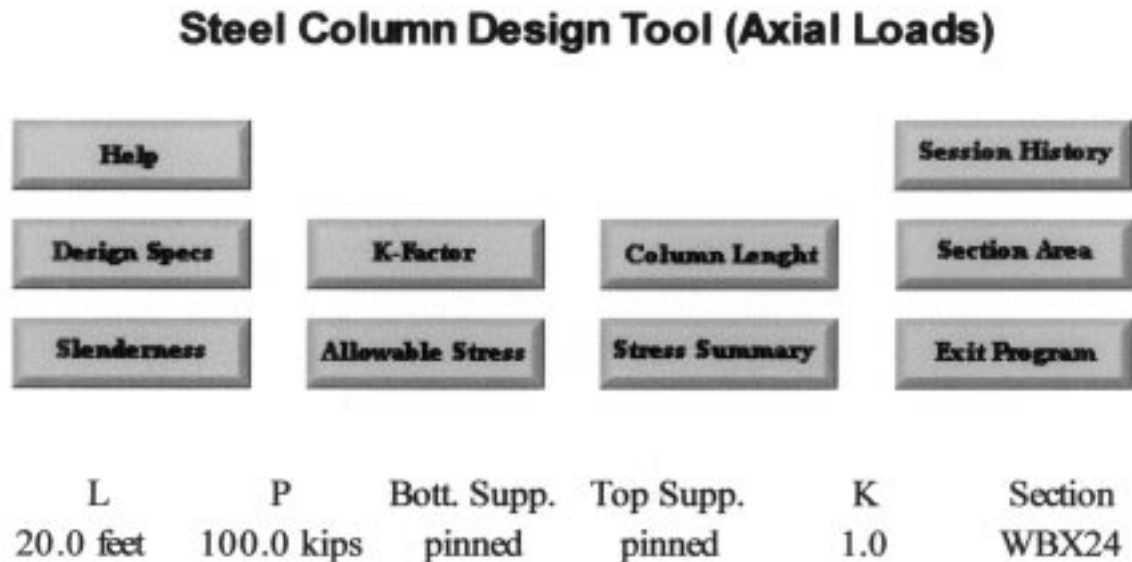 Steel Column Design Tool (Axial Loads)
Help Session History
Design Specs K-Factor Column Lenght Section Area
Slenderness Allowable Stress Stress Summary Exit Program
L P Bott. Supp. Top Supp. K Section
20.0 feet 100.0 kips pinned pinned 1.0 WBX24